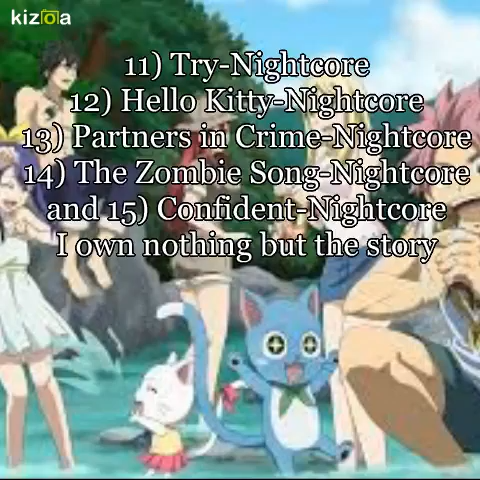 kizoa
11) Try-Nightcore
12) Hello Kitty-Nightcore
13) Partners in Crime-Nightcore
14) The Zombie Song-Nightcore
and 15) Confident-Nightcore
I own nothing but the story